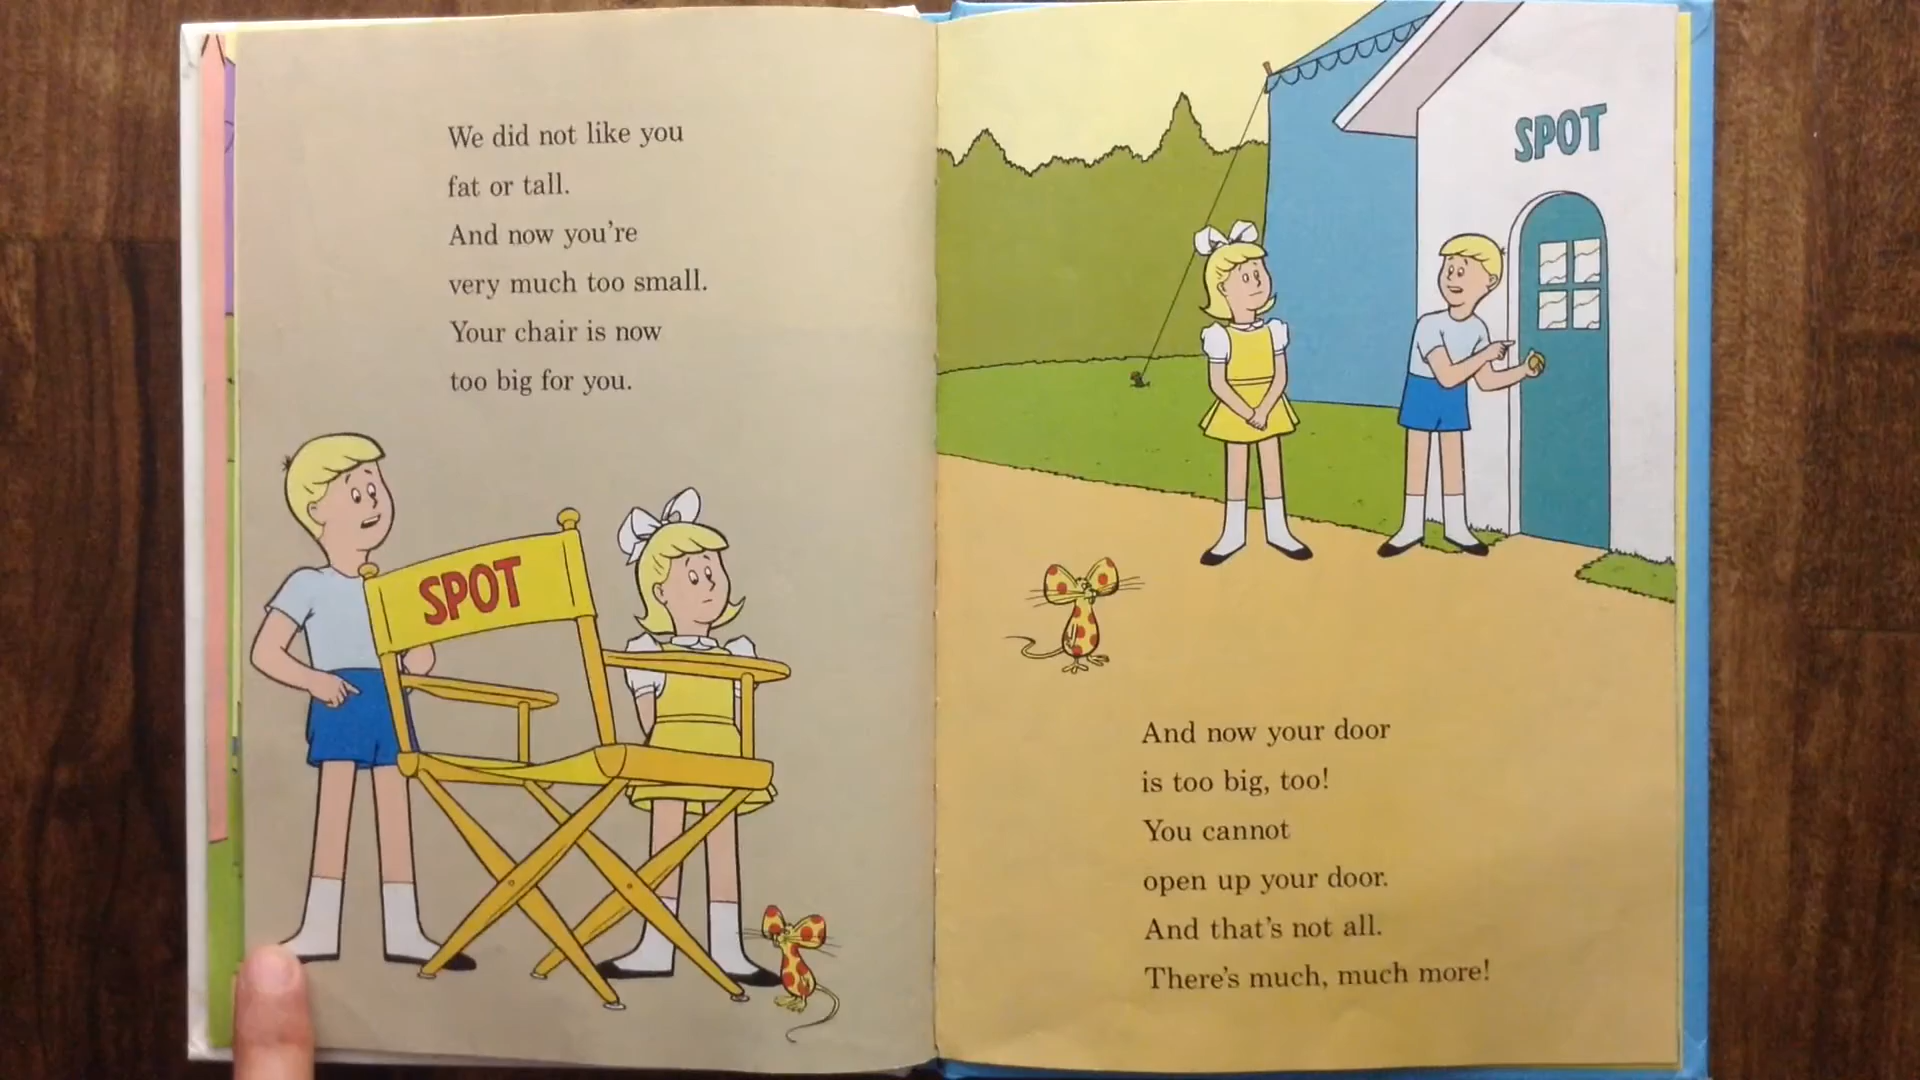 We did not like you
fat or tall.
And now you're
very much too small.
Your chair is now
too big for you.
SPOT
SPOT
And now your door
is too big, too!
You cannot
open up your door.
And that's not all.
There's much, much more!